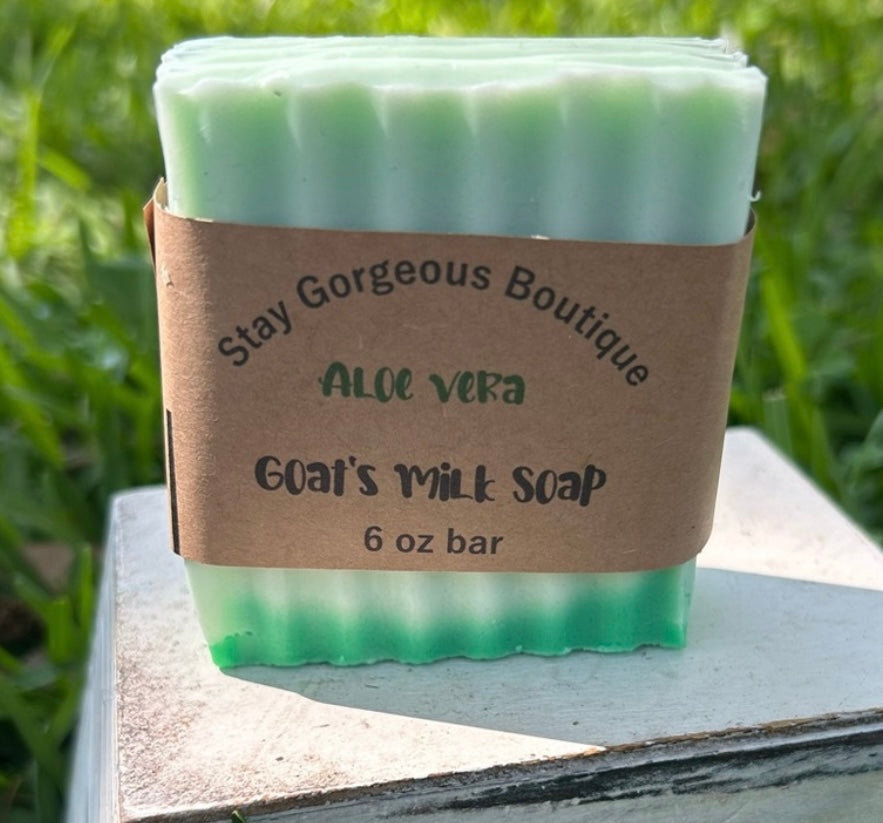 Stay Gorgeous Boutique
Aloe Vera
Goat's Milk Soap
6 oz bar